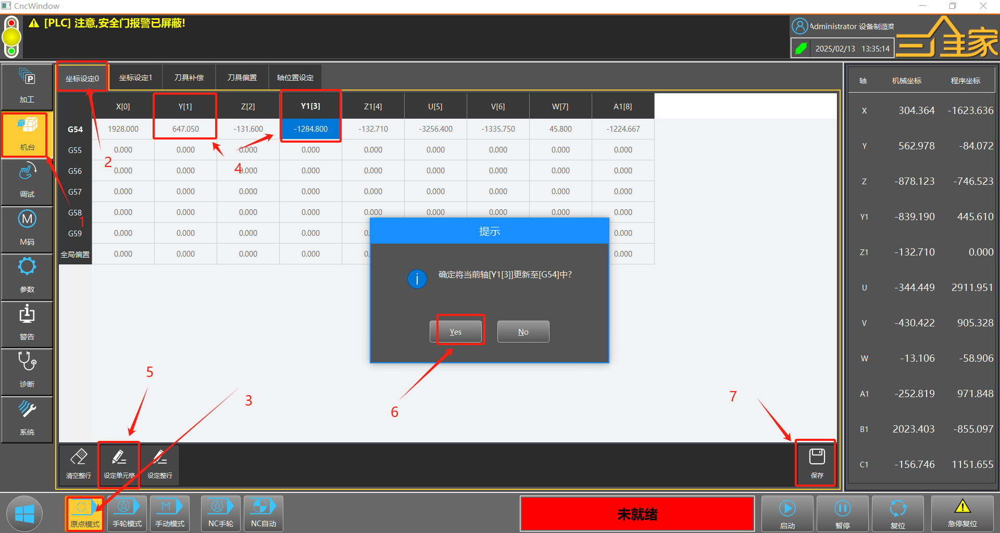 CncWindow
[PLC] 注意,安全门报警已屏蔽!
Administrator 设备制造商
2025/02/13 13:35:14
三佳家
加工
机台
调试
M码
参数
警告
诊断
系统
坐标设定0 坐标设定1 刀具补偿 刀具偏置 轴位置设定
X[0] Y[1] Z[2] Y1[3] Z1[4] U[5] V[6] W[7] A1[8]
G54 1928.000 647.050 -131.600 -1284.800 -132.710 -3256.400 -1335.750 45.800 -1224.667
G55 0.000 0.000 0.000 0.000 0.000 0.000 0.000 0.000 0.000
G56 0.000 0.000 0.000 0.000 0.000 0.000 0.000 0.000 0.000
G57 0.000 0.000 0.000 0.000 0.000 0.000 0.000 0.000 0.000
G58 0.000 0.000 0.000 0.000 0.000 0.000 0.000 0.000 0.000
G59 0.000 0.000 0.000 0.000 0. 0.000
全局偏置 0.000 0.000 0.000 0.000 0. 0.000
1
2
3
4
5
6
7
提示
确定将当前轴[Y1[3]]更新至[G54]中?
Yes No
清空整行 设定单元格 设定整行
保存
轴 机械坐标 程序坐标
X 304.364 -1623.636
Y 562.978 -84.072
Z -878.123 -746.523
Y1 -839.190 445.610
Z1 -132.710 0.000
U -344.449 2911.951
V -430.422 905.328
W -13.106 -58.906
A1 -252.819 971.848
B1 2023.403 -855.097
C1 -156.746 1151.655
原点模式 手轮模式 手动模式 NC手轮 NC自动
未就绪
启动 暂停 复位 急停复位